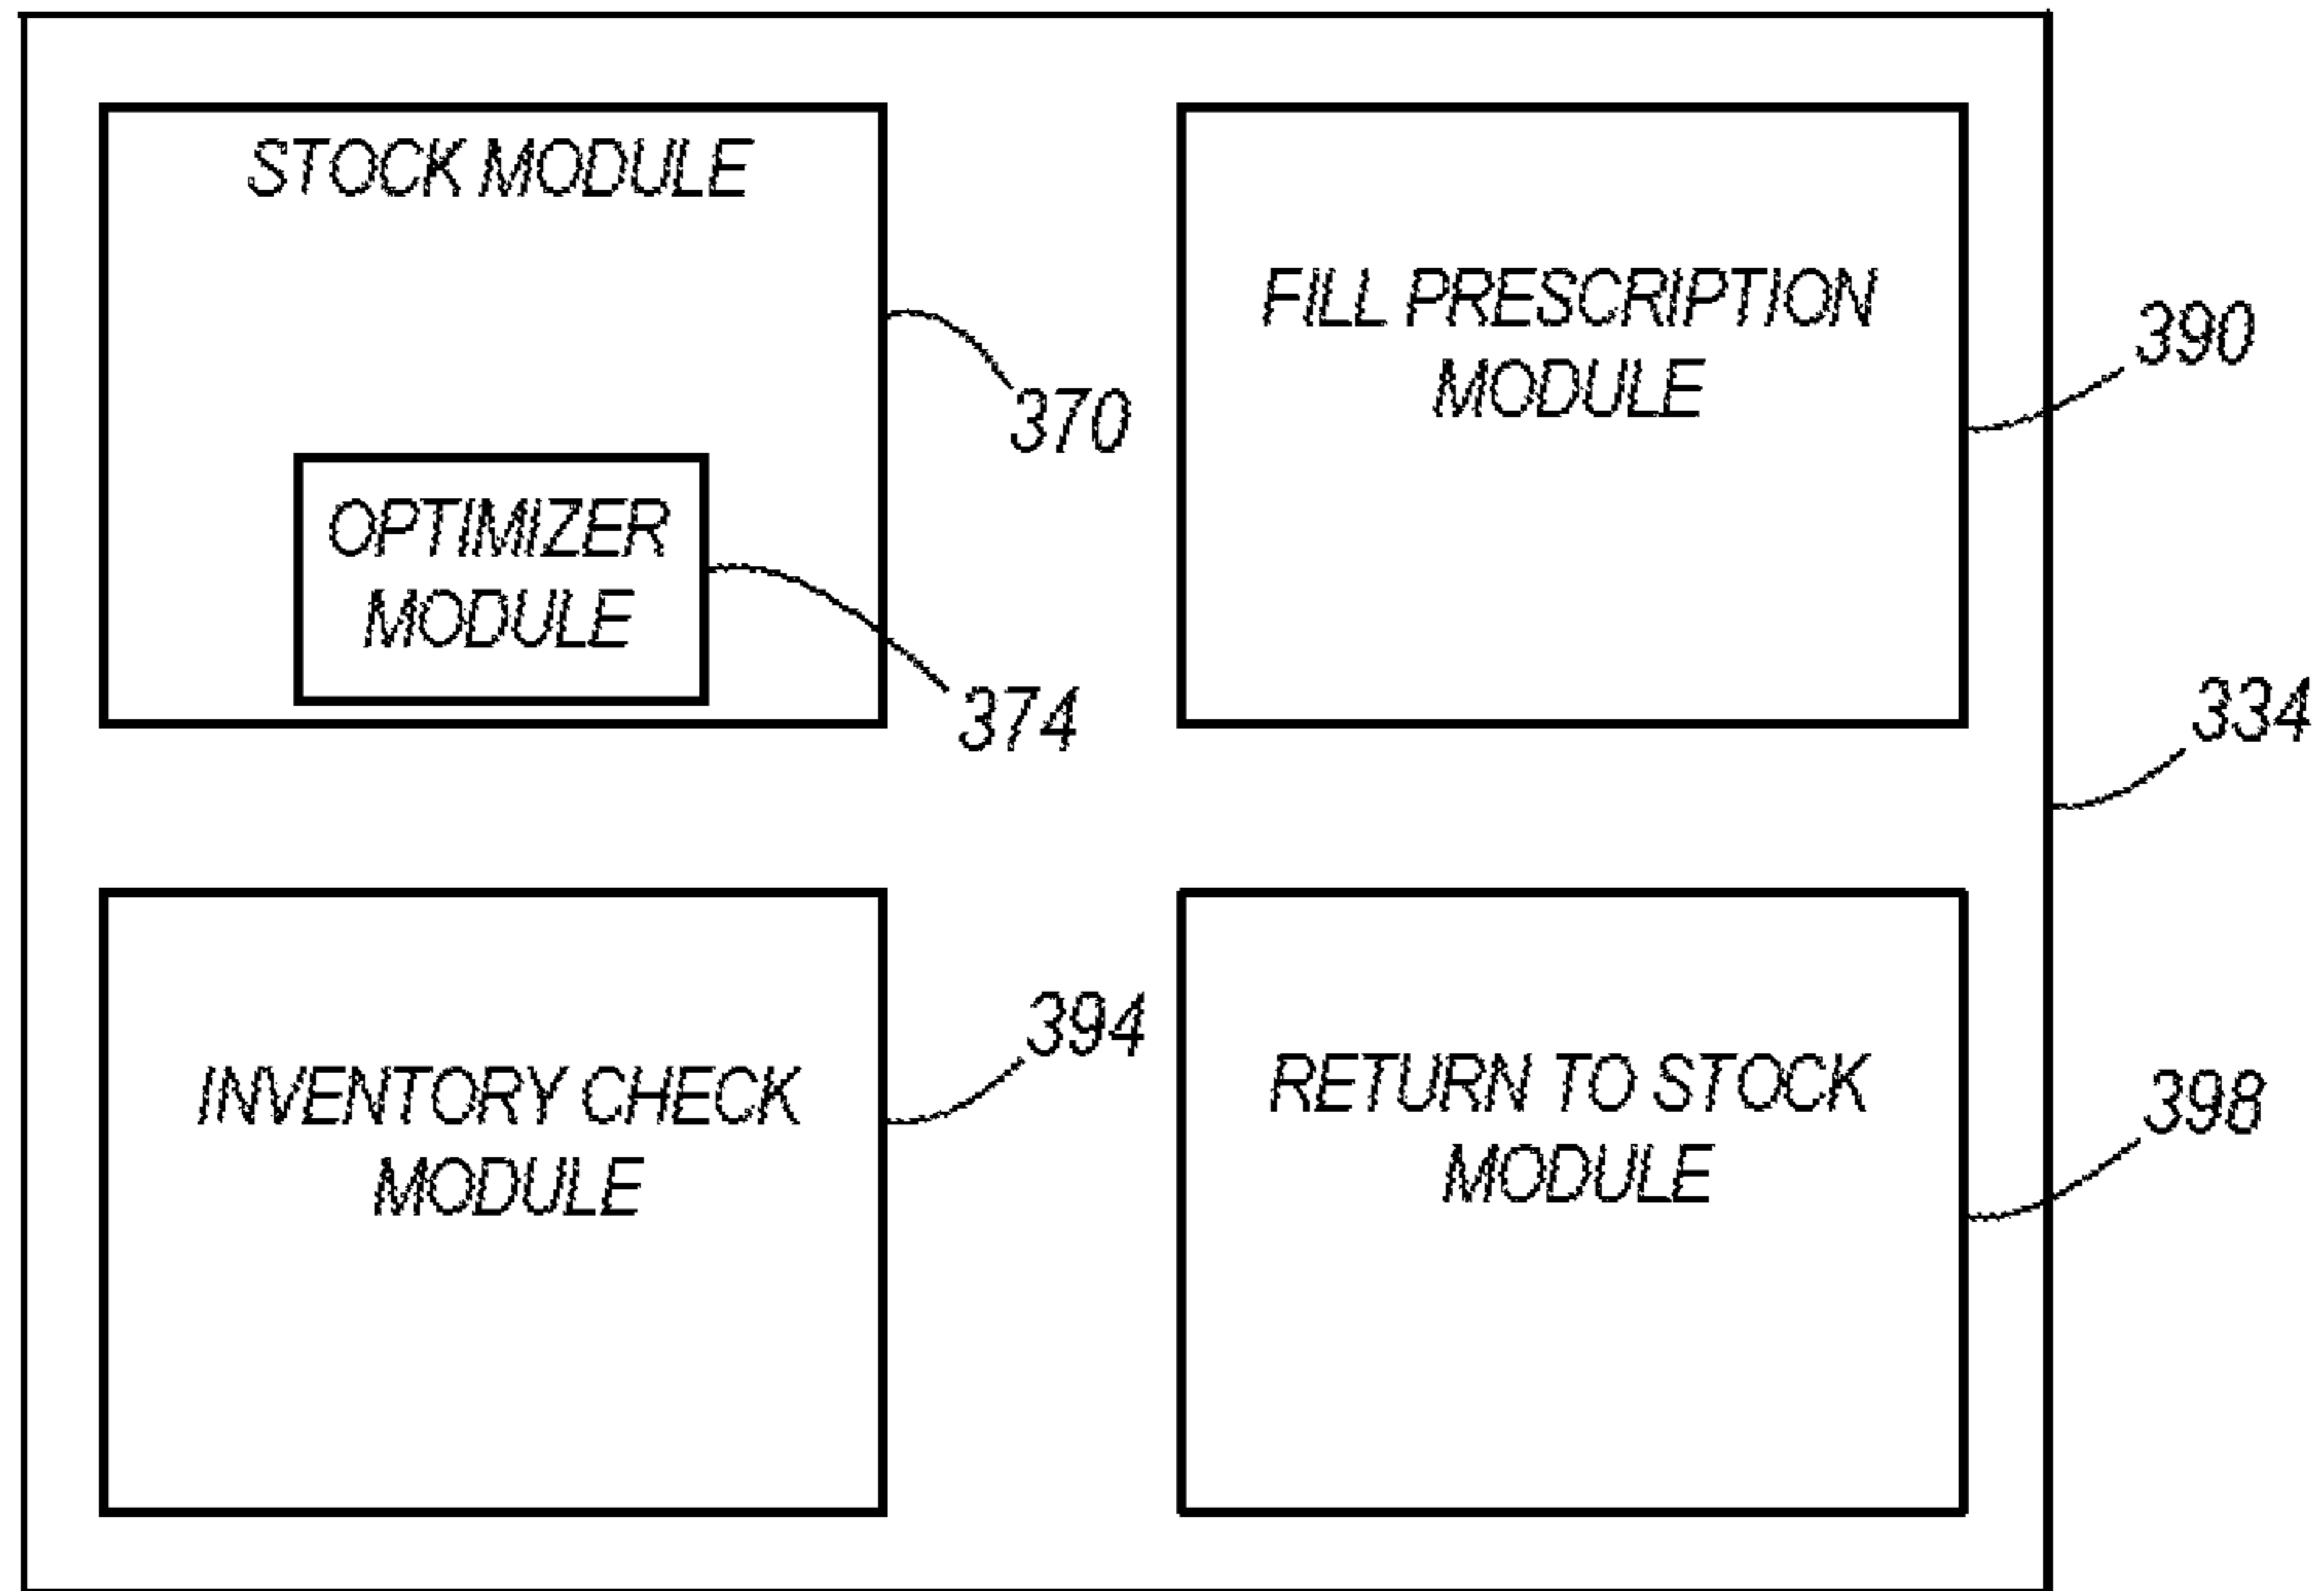 STOCK MODULE
OPTIMIZER
MODULE
370
374
FILL PRESCRIPTION
MODULE
390
334
INVENTORY CHECK
MODULE
394
RETURN TO STOCK
MODULE
398